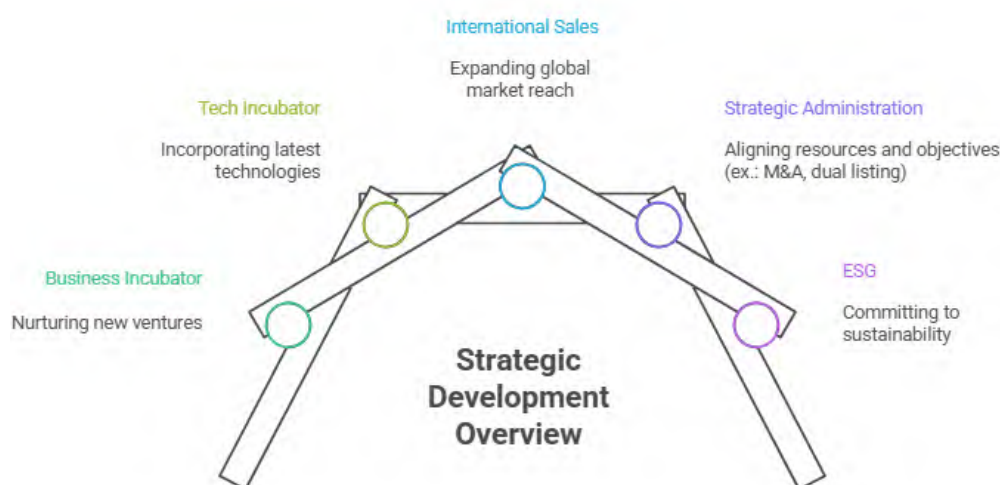 International Sales
Expanding global
market reach
Tech Incubator
Incorporating latest
technologies
Strategic Administration
Aligning resources and objectives
(ex.: M&A, dual listing)
Business Incubator
Nurturing new ventures
ESG
Committing to
sustainability
Strategic
Development
Overview